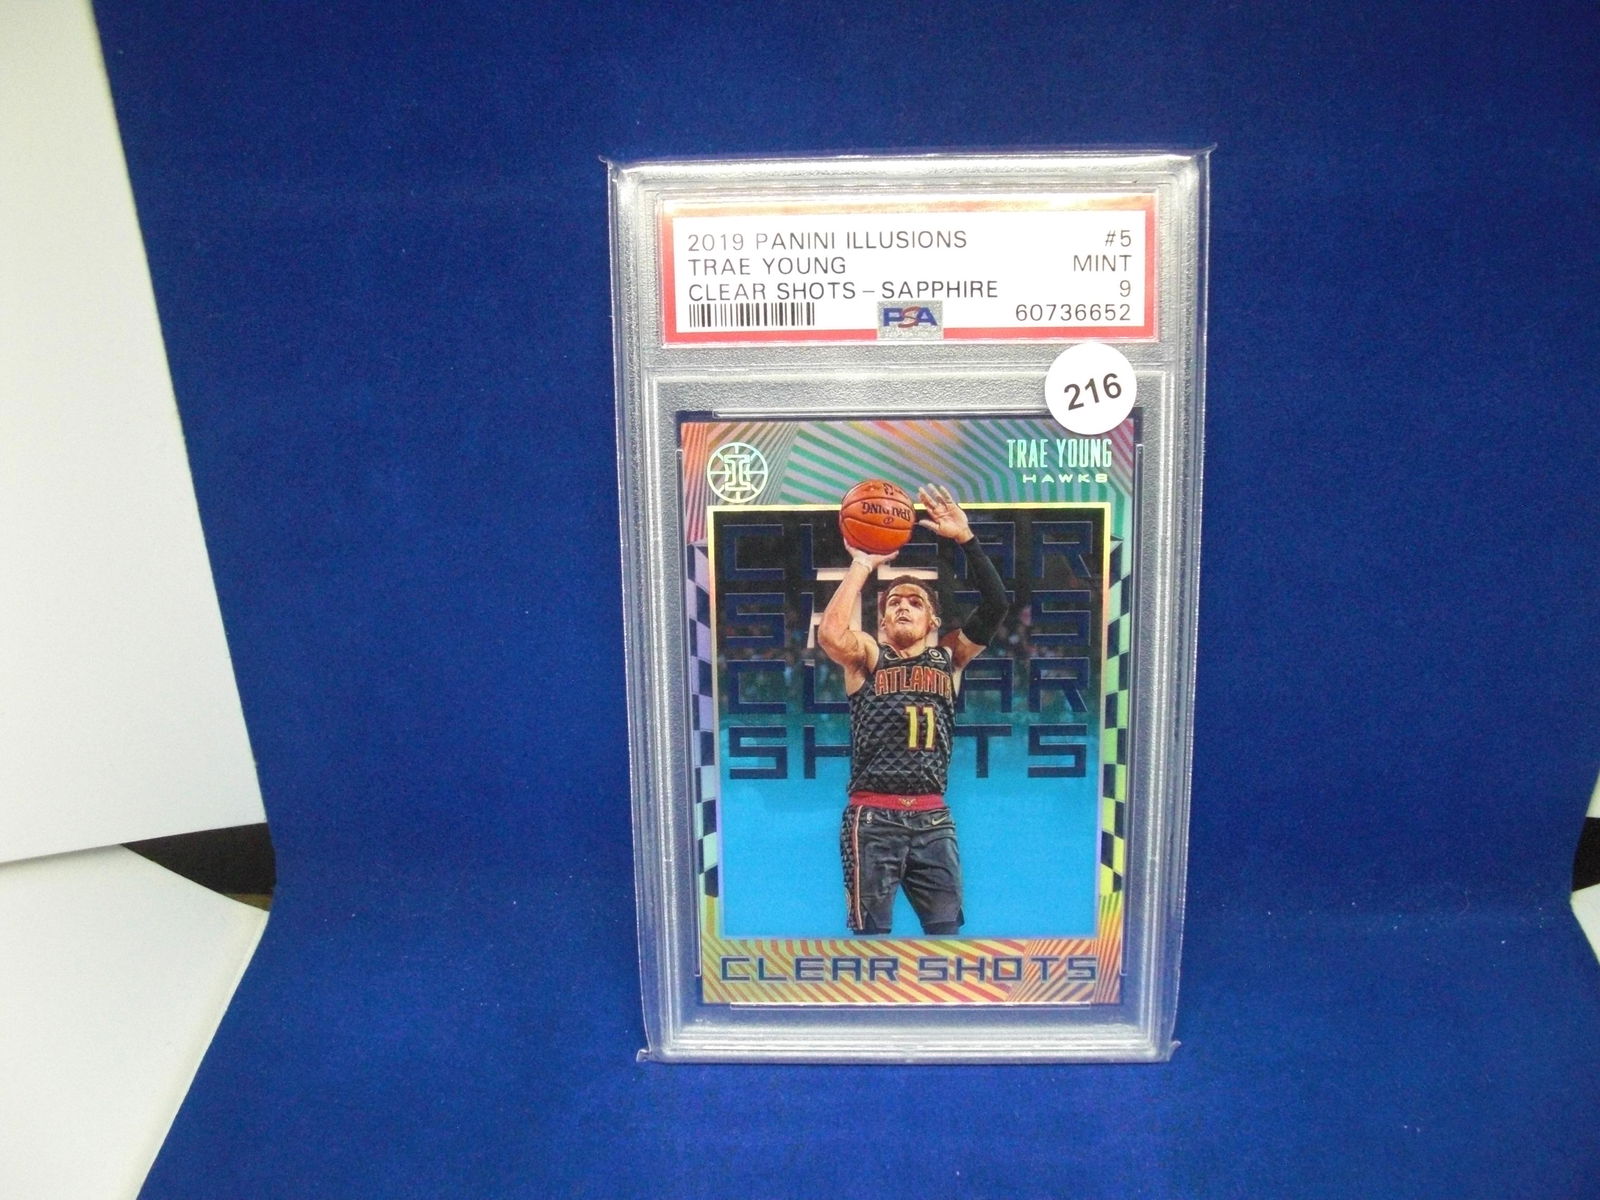 2019 PANINI ILLUSIONS #5
TRAE YOUNG MINT
CLEAR SHOTS - SAPPHIRE 9
PSA 60736652
216
TRAE YOUNG
HAWKS
SPALDING
CLEAR
SHOTS
CLEAR
SHOTS
ATLANTA
11
CLEAR SHOTS